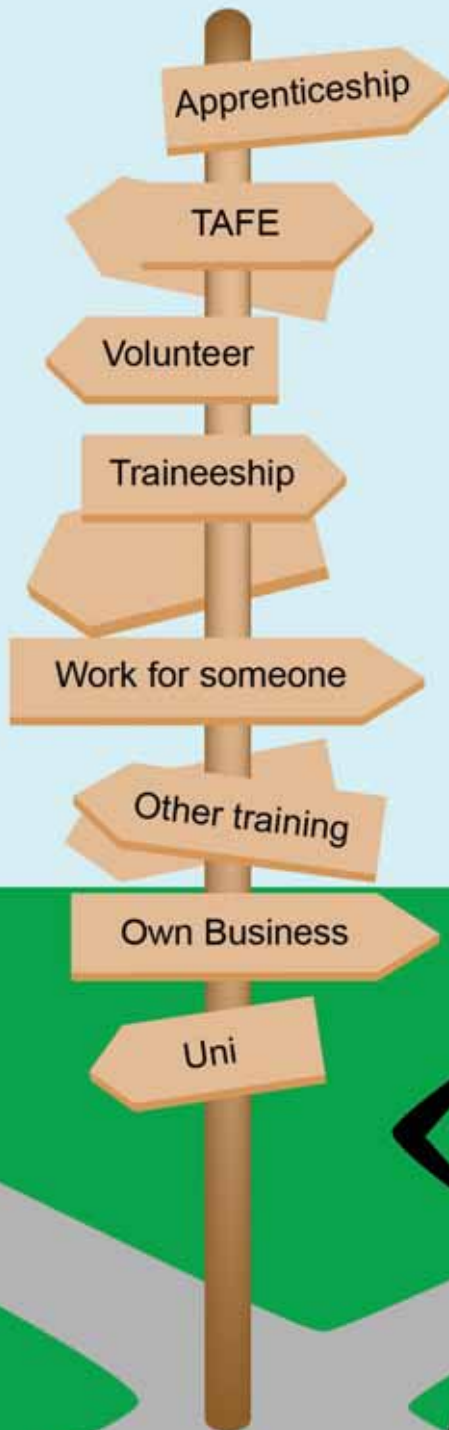 Apprenticeship
TAFE
Volunteer
Traineeship
Work for someone
Other training
Own Business
Uni